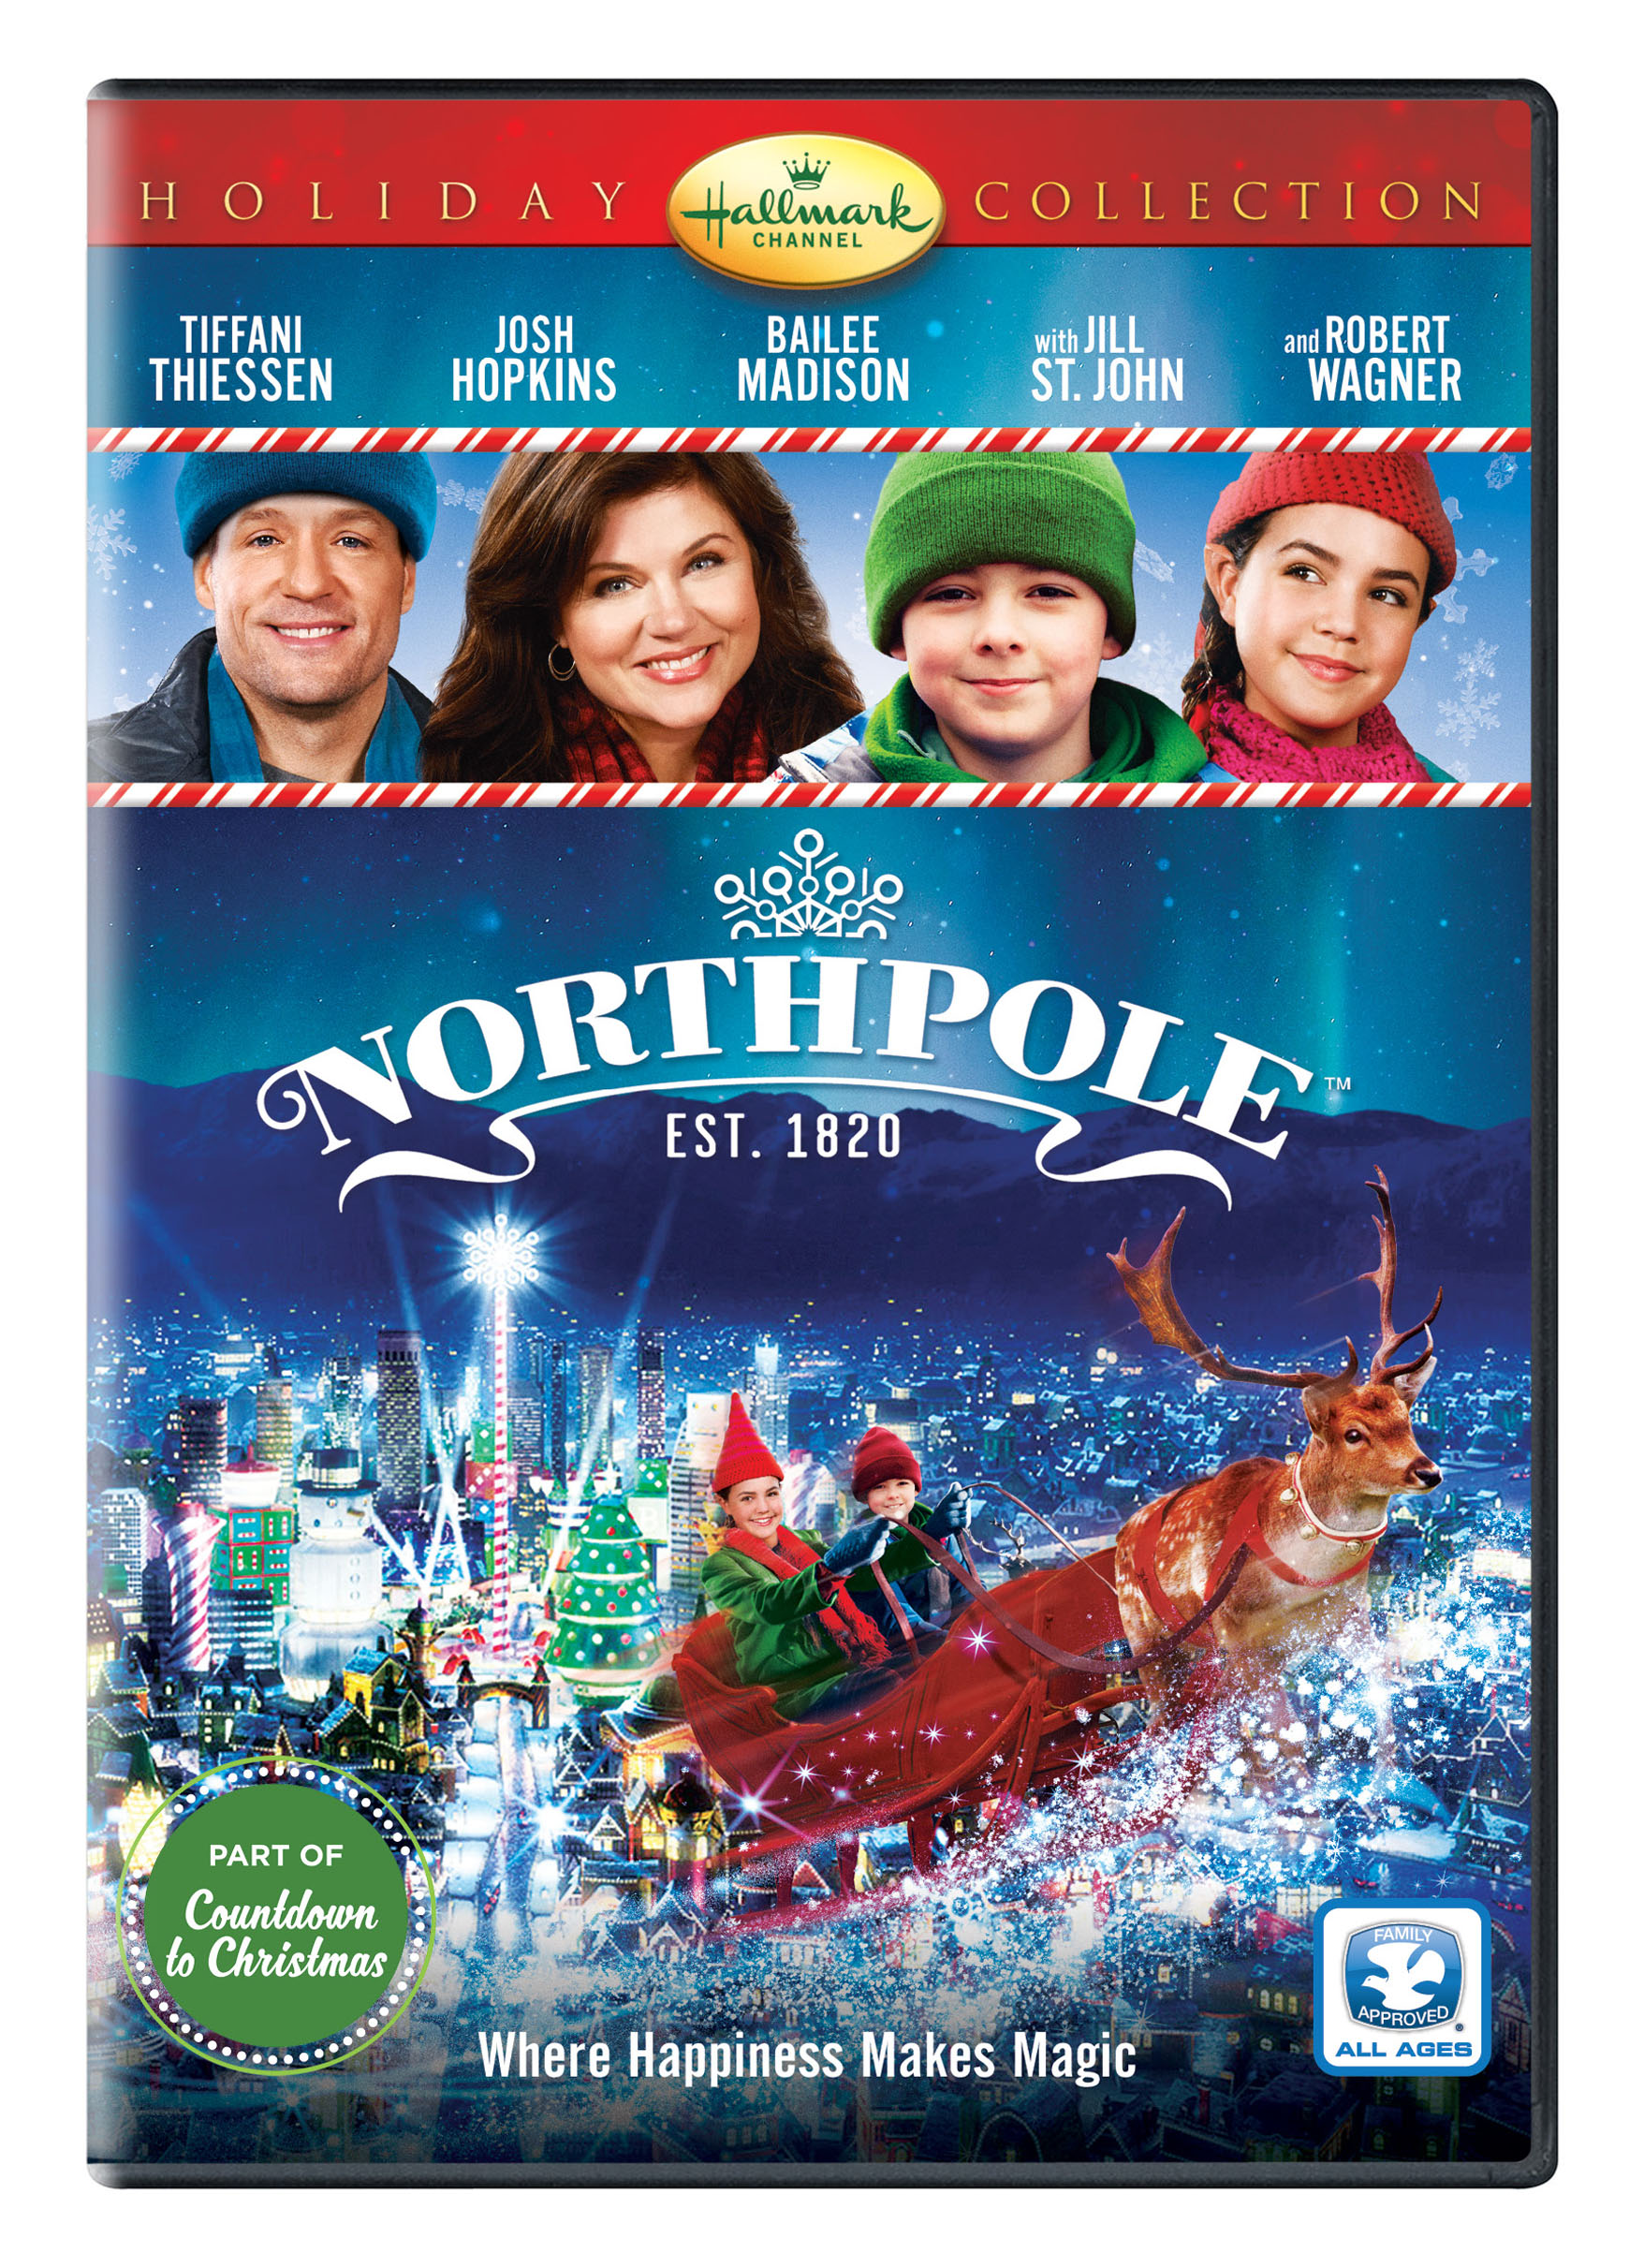 HOLIDAY Hallmark COLLECTION
CHANNEL
TIFFANI THIESSEN
JOSH HOPKINS
BAILEE MADISON
with JILL ST. JOHN
and ROBERT WAGNER
NORTHPOLE™
EST. 1820
PART OF
Countdown
to Christmas
Where Happiness Makes Magic
FAMILY
APPROVED®
ALL AGES